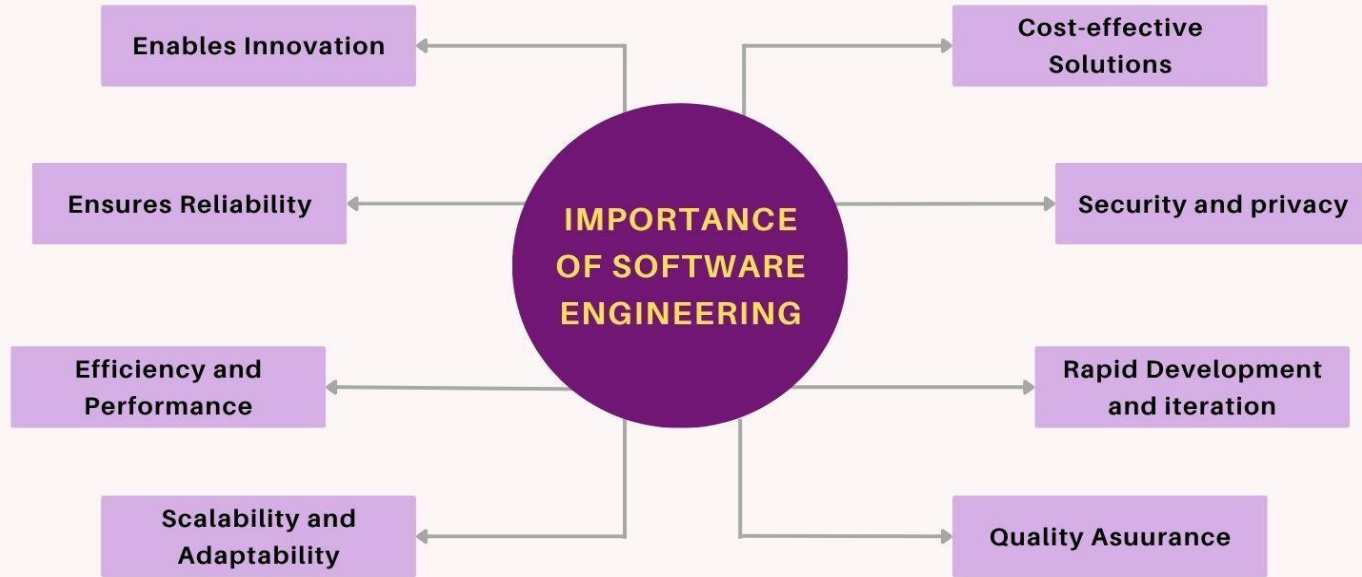 Enables Innovation
Cost-effective
Solutions
Ensures Reliability
Security and privacy
IMPORTANCE
OF SOFTWARE
ENGINEERING
Efficiency and
Performance
Rapid Development
and iteration
Scalability and
Adaptability
Quality Asuurance